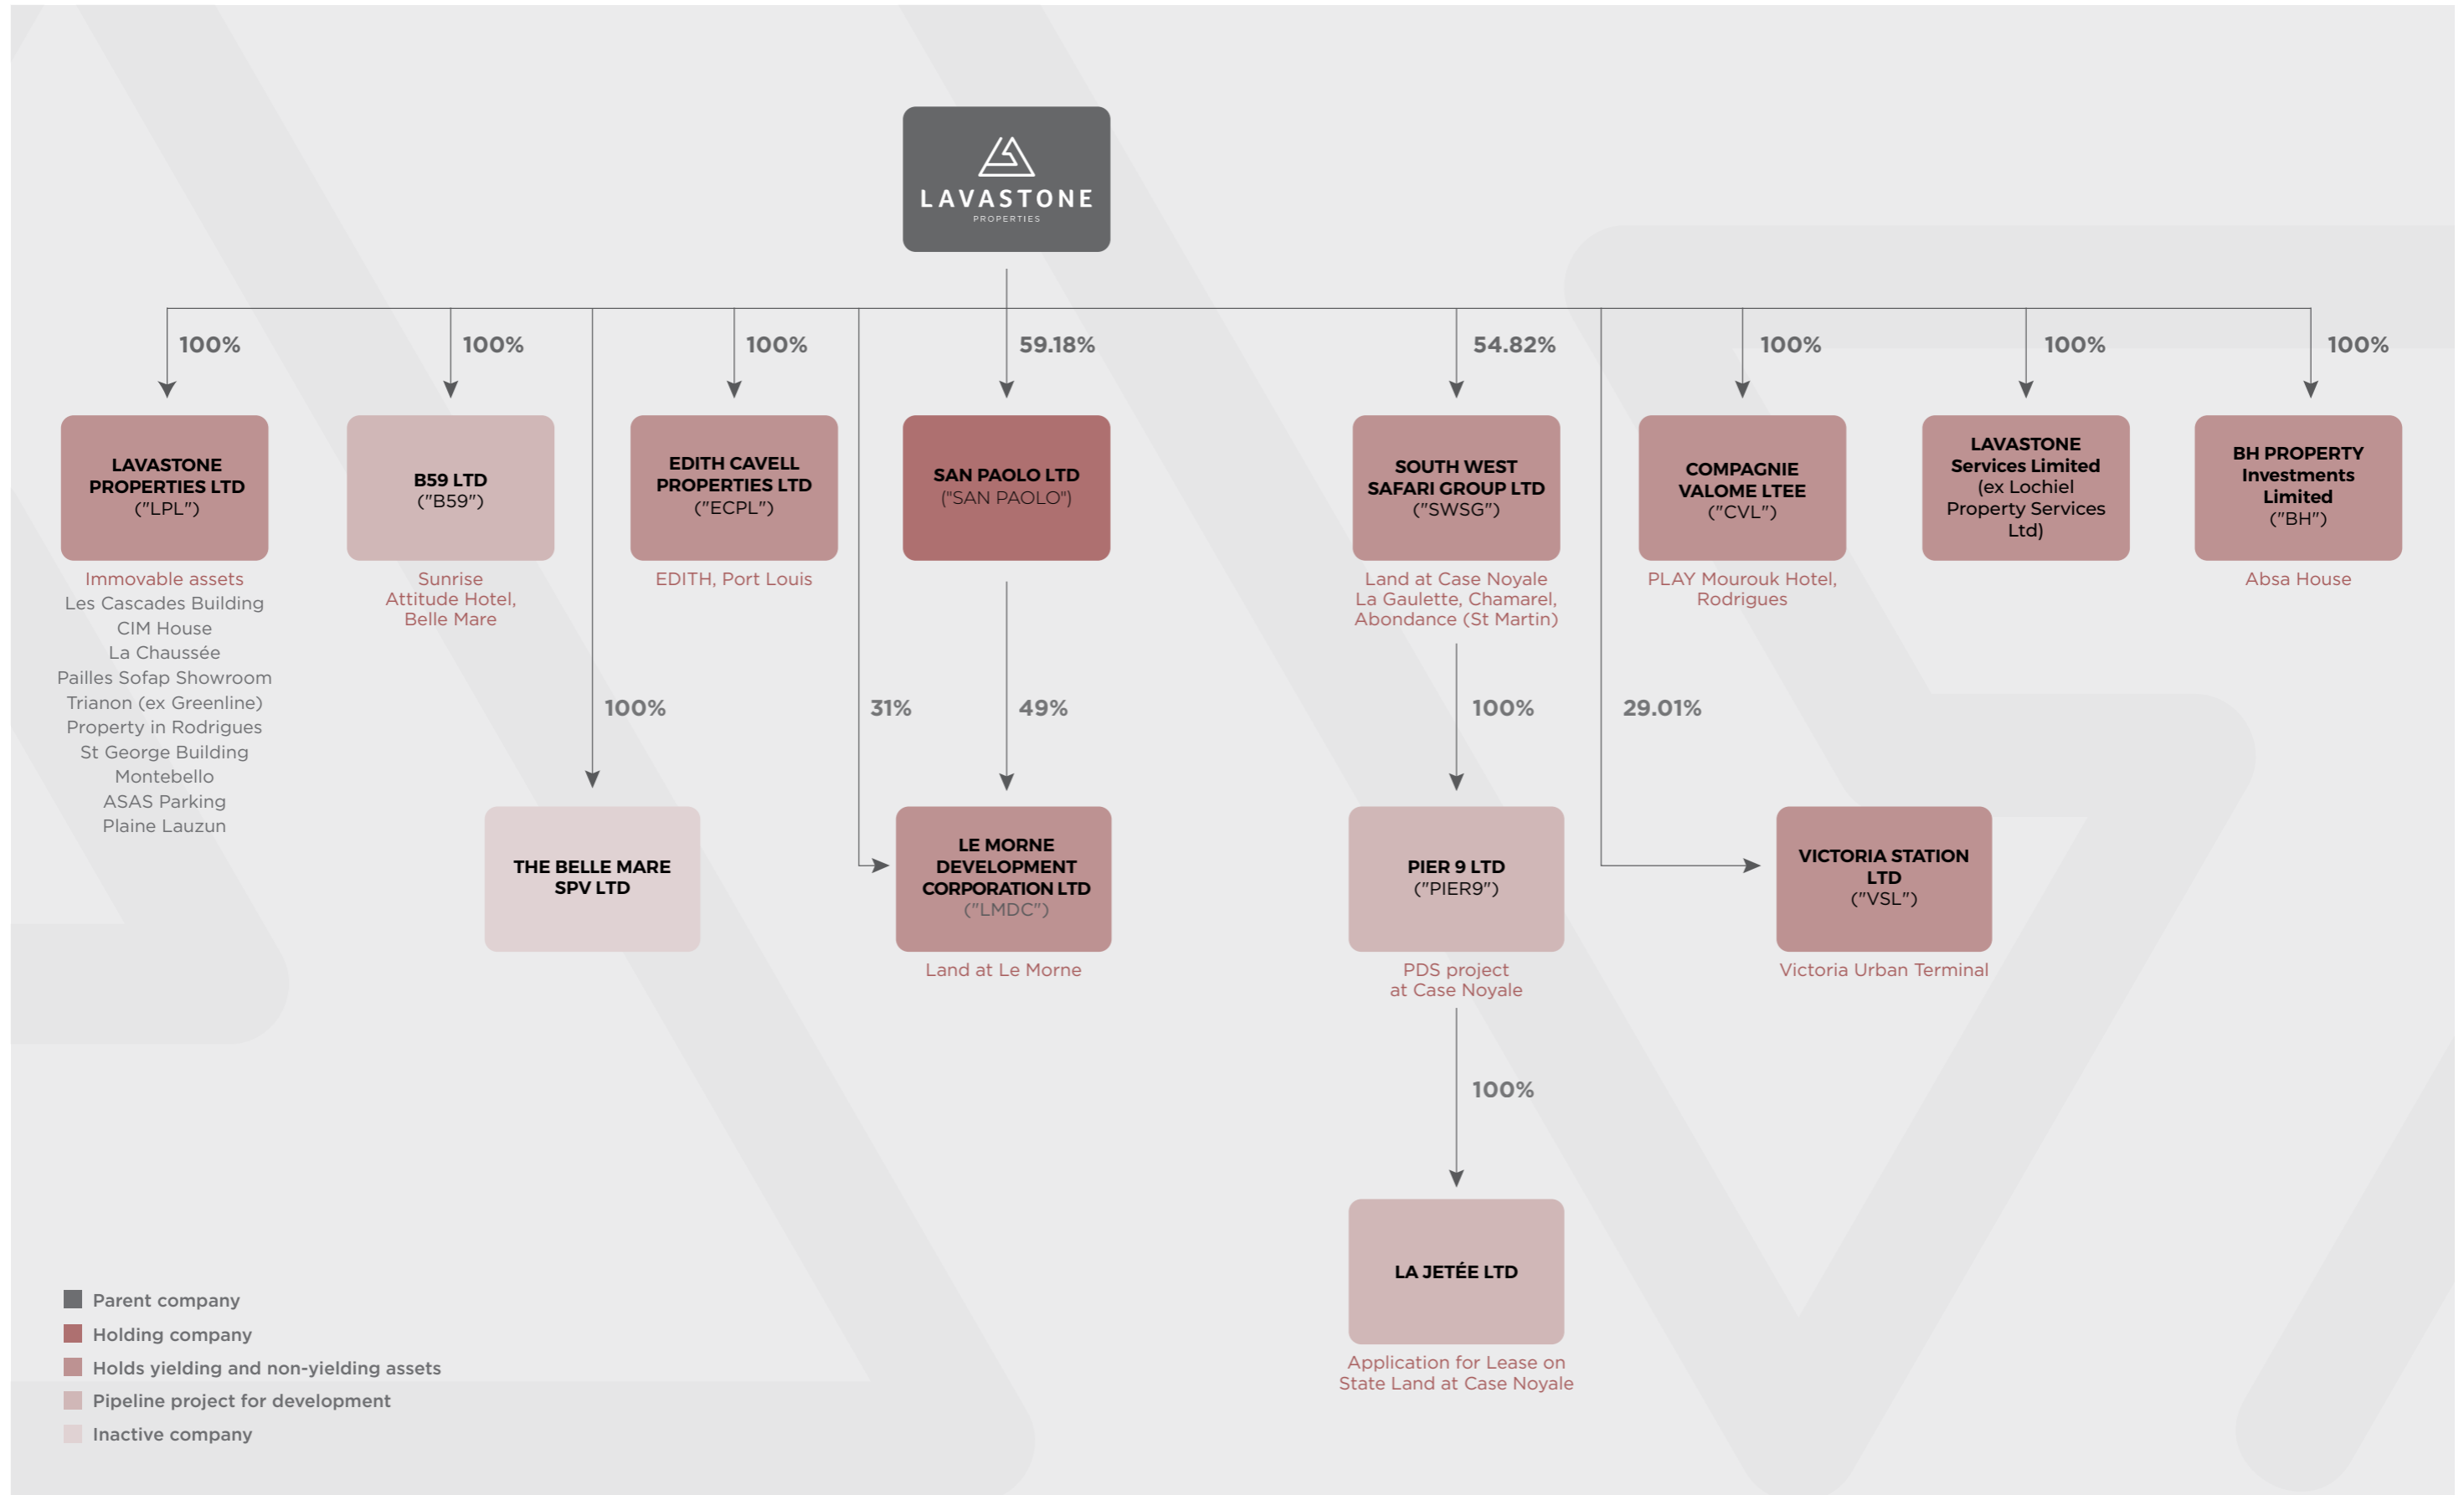 LAVASTONE
PROPERTIES
100%
100%
100%
59.18%
54.82%
100%
100%
100%
LAVASTONE
PROPERTIES LTD
("LPL")
Immovable assets
Les Cascades Building
CIM House
La Chaussée
Pailles Sofap Showroom
Trianon (ex Greenline)
Property in Rodrigues
St George Building
Montebello
ASAS Parking
Plaine Lauzun
B59 LTD
("B59")
Sunrise
Attitude Hotel,
Belle Mare
EDITH CAVELL
PROPERTIES LTD
("ECPL")
EDITH, Port Louis
SAN PAOLO LTD
("SAN PAOLO")
SOUTH WEST
SAFARI GROUP LTD
("SWSG")
Land at Case Noyale
La Gaulette, Chamarel,
Abondance (St Martin)
COMPAGNIE
VALOME LTEE
("CVL")
PLAY Mourouk Hotel,
Rodrigues
LAVASTONE
Services Limited
(ex Lochiel
Property Services
Ltd)
BH PROPERTY
Investments
Limited
("BH")
Absa House
100%
31%
49%
100%
29.01%
THE BELLE MARE
SPV LTD
LE MORNE
DEVELOPMENT
CORPORATION LTD
("LMDC")
Land at Le Morne
PIER 9 LTD
("PIER9")
PDS project
at Case Noyale
VICTORIA STATION
LTD
("VSL")
Victoria Urban Terminal
100%
LA JETÉE LTD
Application for Lease on
State Land at Case Noyale
Parent company
Holding company
Holds yielding and non-yielding assets
Pipeline project for development
Inactive company